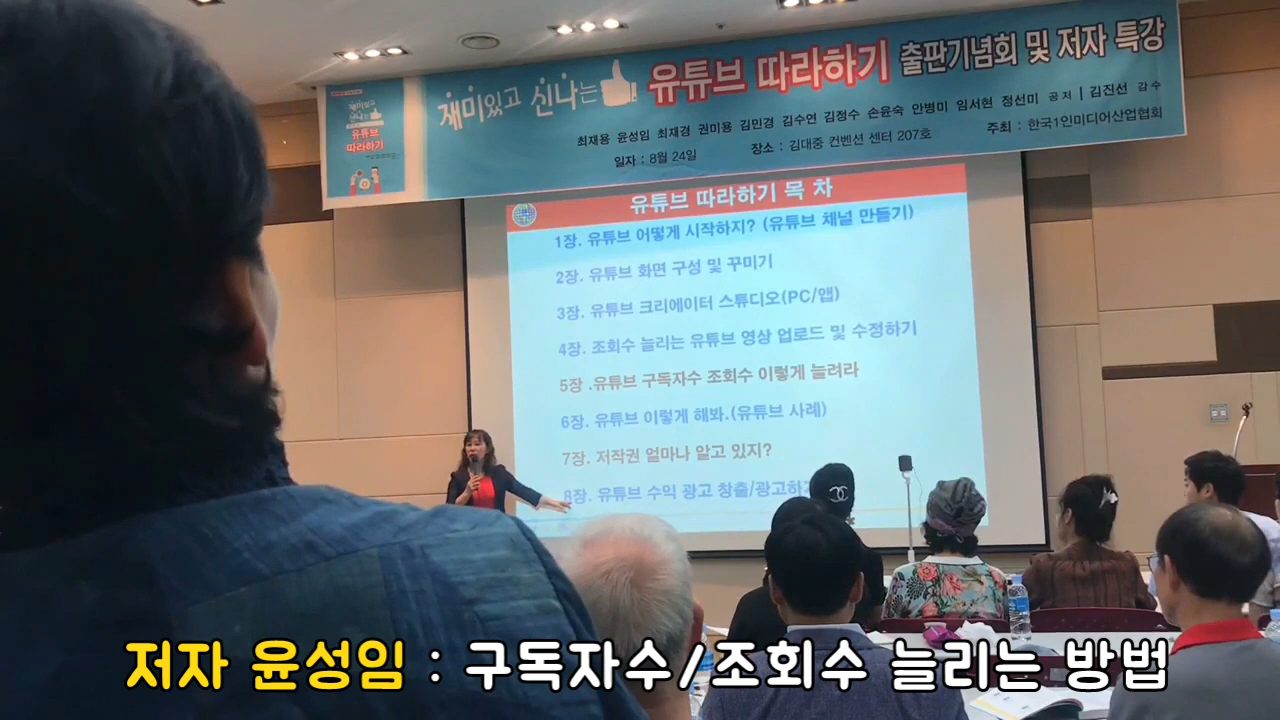 재미있고 신나는 유튜브 따라하기 출판기념회 및 저자 특강
최재용 윤성임 최재경 권미용 김민경 김수연 김정수 손윤숙 안병미 임서현 정선미 공저 | 김진선 감수
일자 : 8월 24일 장소 : 김대중 컨벤션 센터 207호 주최 : 한국1인미디어산업협회
재미있고
신나는
유튜브
따라하기
유튜브 따라하기 목 차
1장. 유튜브 어떻게 시작하지? (유튜브 채널 만들기)
2장. 유튜브 화면 구성 및 꾸미기
3장. 유튜브 크리에이터 스튜디오(PC/앱)
4장. 조회수 늘리는 유튜브 영상 업로드 및 수정하기
5장 .유튜브 구독자수 조회수 이렇게 늘려라
6장. 유튜브 이렇게 해봐.(유튜브 사례)
7장. 저작권 얼마나 알고 있지?
8장. 유튜브 수익 광고 창출/광고하
저자 윤성임 : 구독자수/조회수 늘리는 방법